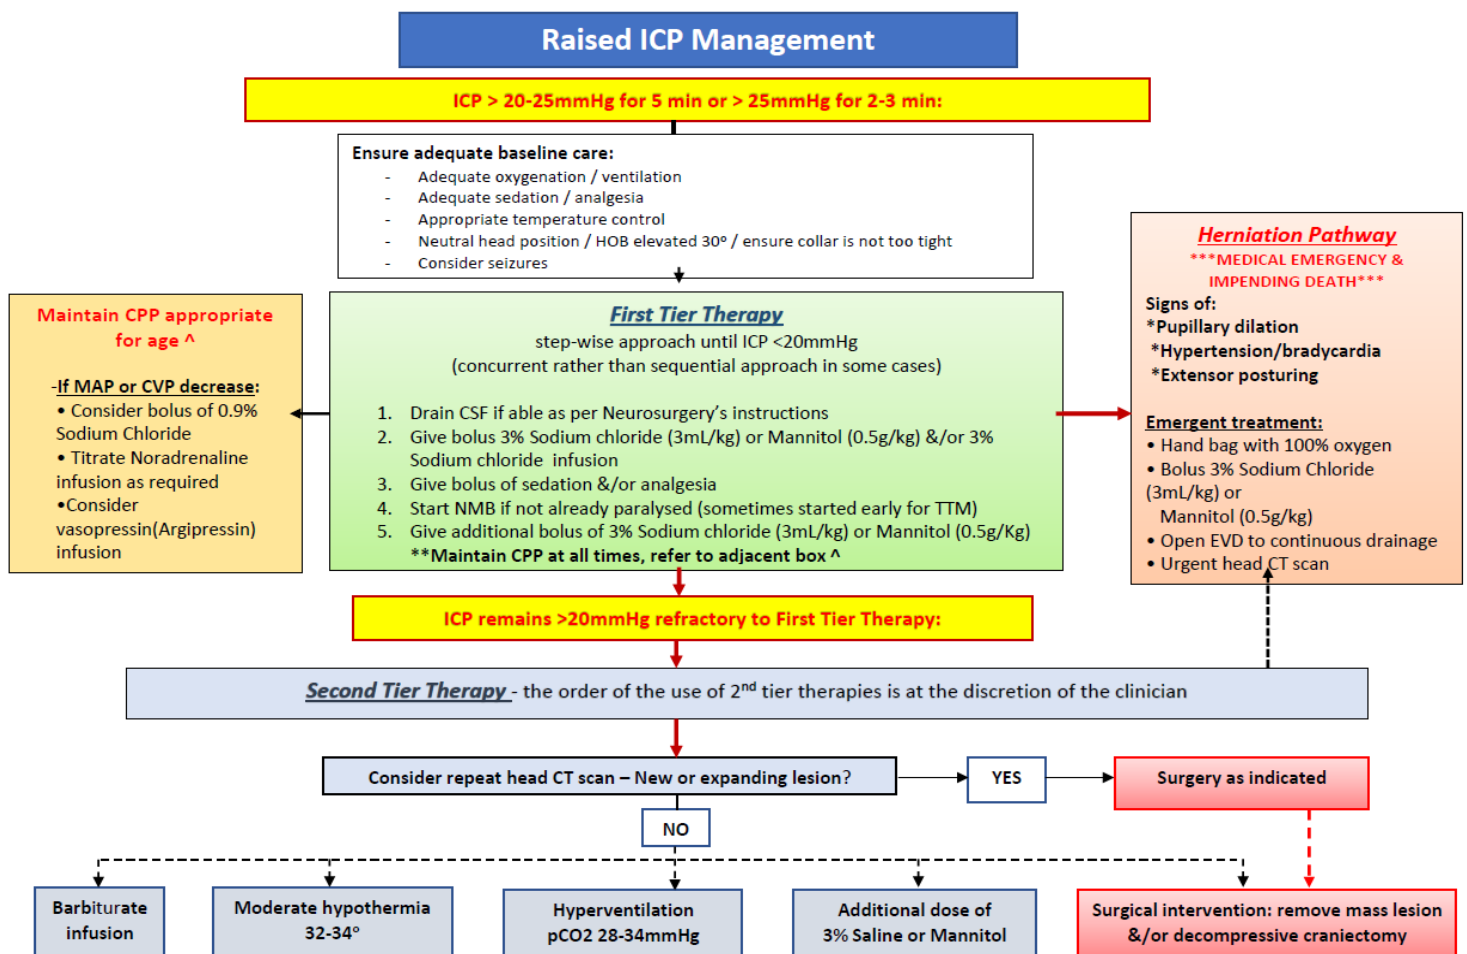 Raised ICP Management
ICP > 20-25mmHg for 5 min or > 25mmHg for 2-3 min:
Ensure adequate baseline care:
- Adequate oxygenation / ventilation
- Adequate sedation / analgesia
- Appropriate temperature control
- Neutral head position / HOB elevated 30º / ensure collar is not too tight
- Consider seizures
Maintain CPP appropriate
for age ^
-If MAP or CVP decrease:
• Consider bolus of 0.9%
Sodium Chloride
• Titrate Noradrenaline
infusion as required
•Consider
vasopressin(Argipressin)
infusion
First Tier Therapy
step-wise approach until ICP <20mmHg
(concurrent rather than sequential approach in some cases)
1. Drain CSF if able as per Neurosurgery's instructions
2. Give bolus 3% Sodium chloride (3mL/kg) or Mannitol (0.5g/kg) &/or 3%
Sodium chloride infusion
3. Give bolus of sedation &/or analgesia
4. Start NMB if not already paralysed (sometimes started early for TTM)
5. Give additional bolus of 3% Sodium chloride (3mL/kg) or Mannitol (0.5g/Kg)
**Maintain CPP at all times, refer to adjacent box ^
Herniation Pathway
***MEDICAL EMERGENCY &
IMPENDING DEATH***
Signs of:
*Pupillary dilation
*Hypertension/bradycardia
*Extensor posturing
Emergent treatment:
• Hand bag with 100% oxygen
• Bolus 3% Sodium Chloride
(3mL/kg) or
Mannitol (0.5g/kg)
• Open EVD to continuous drainage
• Urgent head CT scan
ICP remains >20mmHg refractory to First Tier Therapy:
Second Tier Therapy - the order of the use of 2nd tier therapies is at the discretion of the clinician
Consider repeat head CT scan – New or expanding lesion?
YES
Surgery as indicated
NO
Barbiturate
infusion
Moderate hypothermia
32-34º
Hyperventilation
pCO2 28-34mmHg
Additional dose of
3% Saline or Mannitol
Surgical intervention: remove mass lesion
&/or decompressive craniectomy